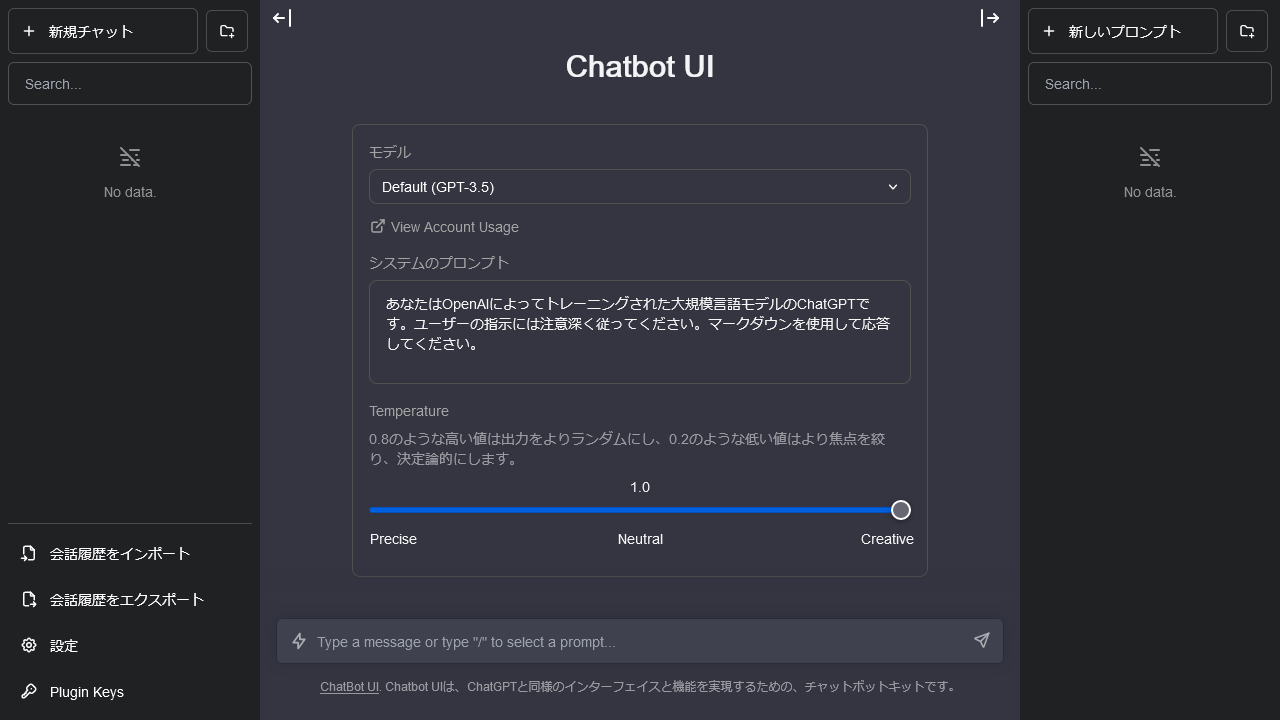 新規チャット
Search...
No data.
会話履歴をインポート
会話履歴をエクスポート
設定
Plugin Keys
Chatbot UI
モデル
Default (GPT-3.5)
View Account Usage
システムのプロンプト
あなたはOpenAIによってトレーニングされた大規模言語モデルのChatGPTで
す。ユーザーの指示には注意深く従ってください。マークダウンを使用して応答
してください。
Temperature
0.8のような高い値は出力をよりランダムにし、0.2のような低い値はより焦点を絞
り、決定論的にします。
1.0
Precise Neutral Creative
Type a message or type "/" to select a prompt...
ChatBot UI. Chatbot UIは、ChatGPTと同様のインターフェイスと機能を実現するための、チャットボットキットです。
新しいプロンプト
Search...
No data.